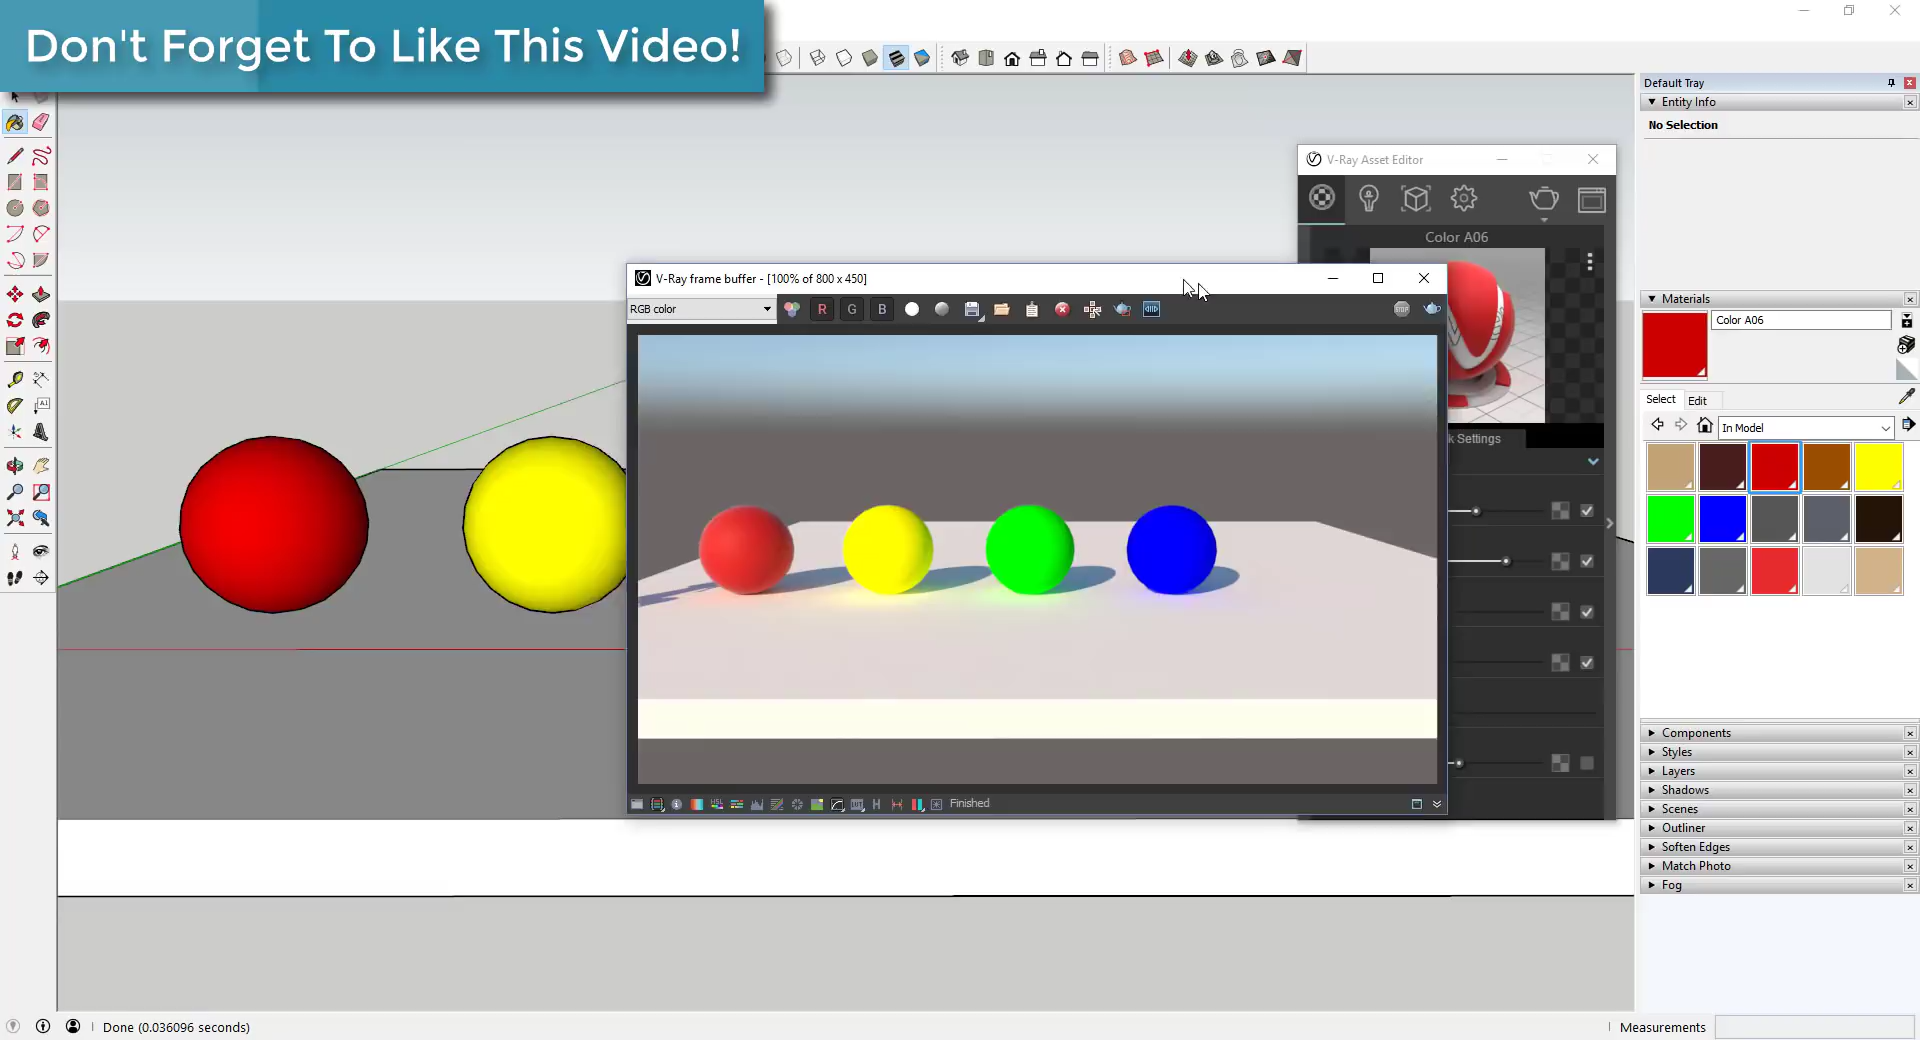 Don't Forget To Like This Video!
Default Tray
Entity Info
No Selection
V-Ray Asset Editor
Color A06
V-Ray frame buffer - [100% of 800 x 450]
RGB color
R
G
B
STOP
Materials
Color A06
Select
Edit
In Model
k Settings
Finished
Components
Styles
Layers
Shadows
Scenes
Outliner
Soften Edges
Match Photo
Fog
Done (0.036096 seconds)
Measurements